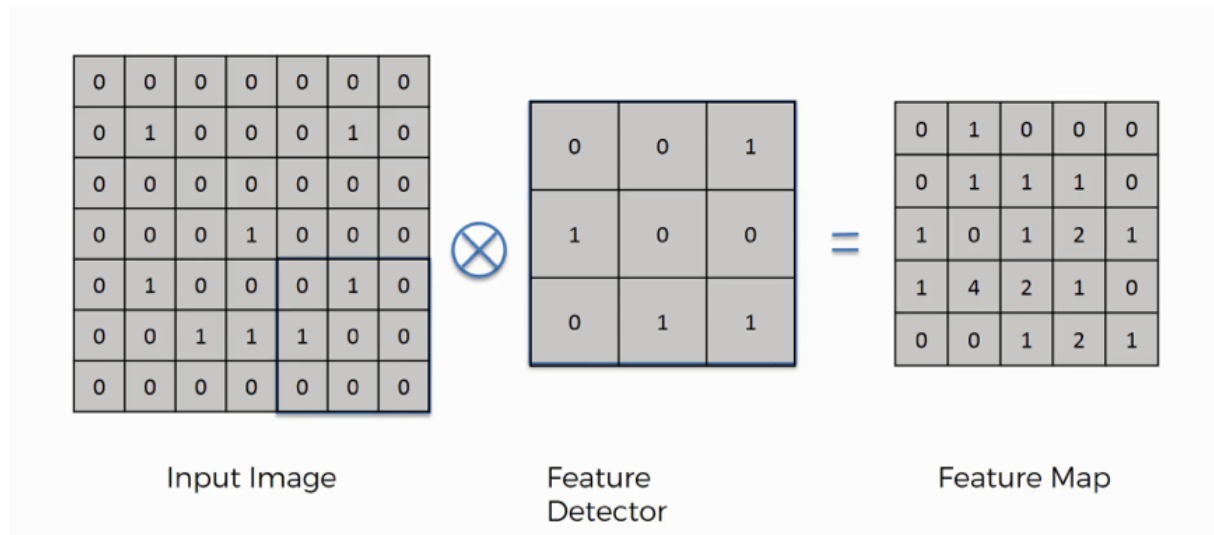 0 0 0 0 0 0 0
0 1 0 0 0 1 0
0 0 0 0 0 0 0
0 0 0 1 0 0 0
0 1 0 0 0 1 0
0 0 1 1 1 0 0
0 0 0 0 0 0 0
Input Image
0 0 1
1 0 0
0 1 1
Feature
Detector
=
0 1 0 0 0
0 1 1 1 0
1 0 1 2 1
1 4 2 1 0
0 0 1 2 1
Feature Map